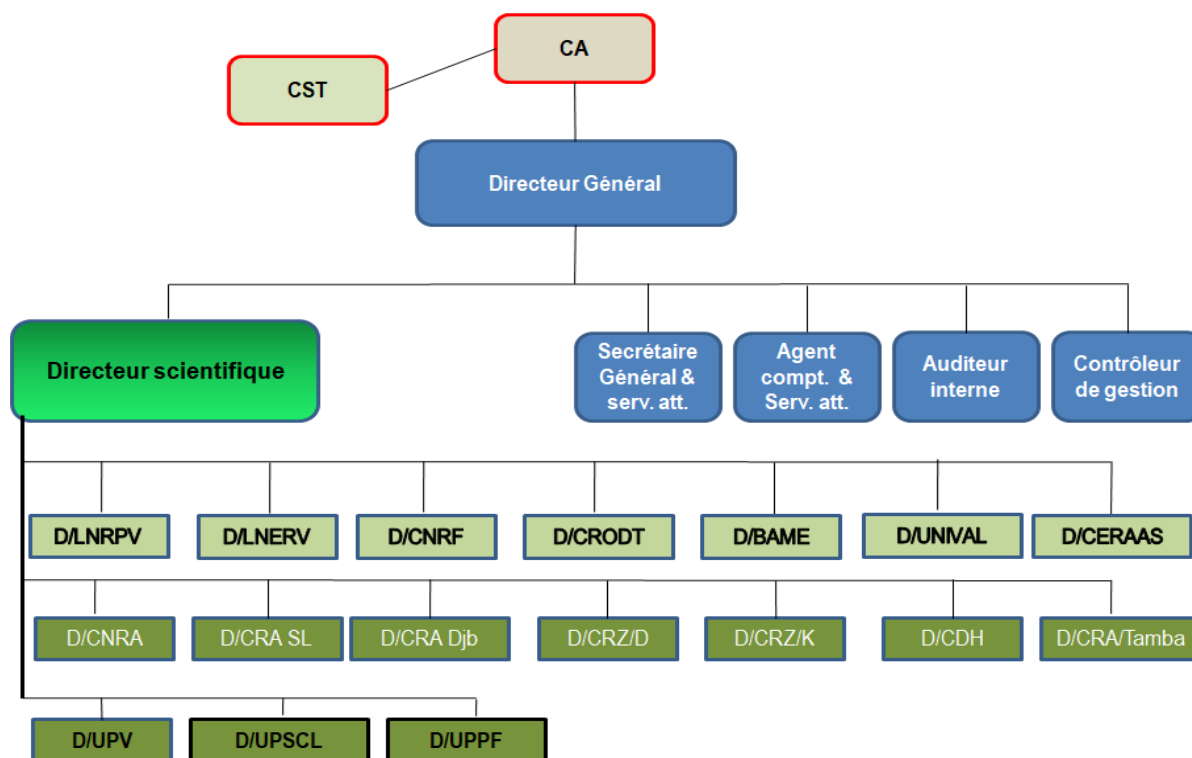 CA
CST
Directeur Général
Directeur scientifique
Secrétaire
Général &
serv. att.
Agent
compt. &
Serv. att.
Auditeur
interne
Contrôleur
de gestion
D/LNRPV
D/LNERV
D/CNRF
D/CRODT
D/BAME
D/UNIVAL
D/CERAAS
D/CNRA
D/CRA SL
D/CRA Djb
D/CRZ/D
D/CRZ/K
D/CDH
D/CRA/Tamba
D/UPV
D/UPSCL
D/UPPF